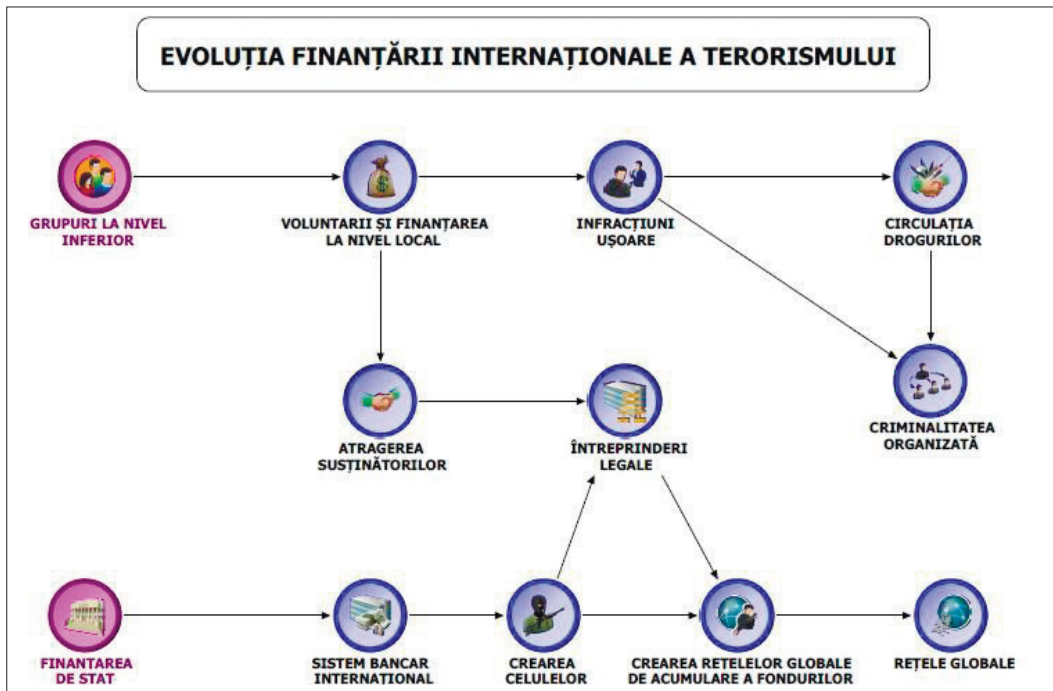 EVOLUȚIA FINANȚĂRII INTERNAȚIONALE A TERORISMULUI
GRUPURI LA NIVEL
INFERIOR
VOLUNTARII ȘI FINANȚAREA
LA NIVEL LOCAL
INFRACȚIUNI
UȘOARE
CIRCULAȚIA
DROGURILOR
ATRAGEREA
SUSȚINĂTORILOR
ÎNTREPRINDERI
LEGALE
CRIMINALITATEA
ORGANIZATĂ
FINANTAREA
DE STAT
SISTEM BANCAR
INTERNAȚIONAL
CREAREA
CELULELOR
CREAREA REȚELELOR GLOBALE
DE ACUMULARE A FONDURILOR
REȚELE GLOBALE